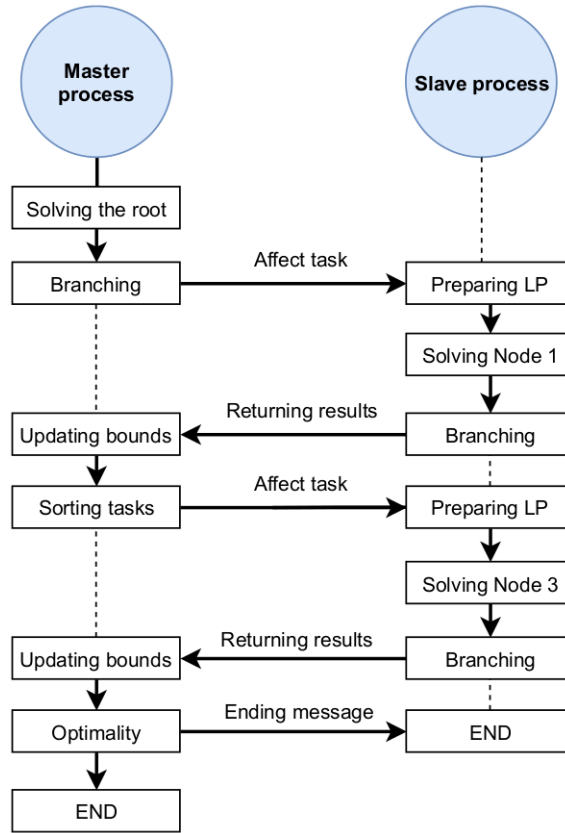 Master
process
Slave process
Solving the root
Branching
Affect task
Preparing LP
Solving Node 1
Returning results
Updating bounds
Branching
Affect task
Sorting tasks
Preparing LP
Solving Node 3
Returning results
Updating bounds
Branching
Ending message
Optimality
END
END